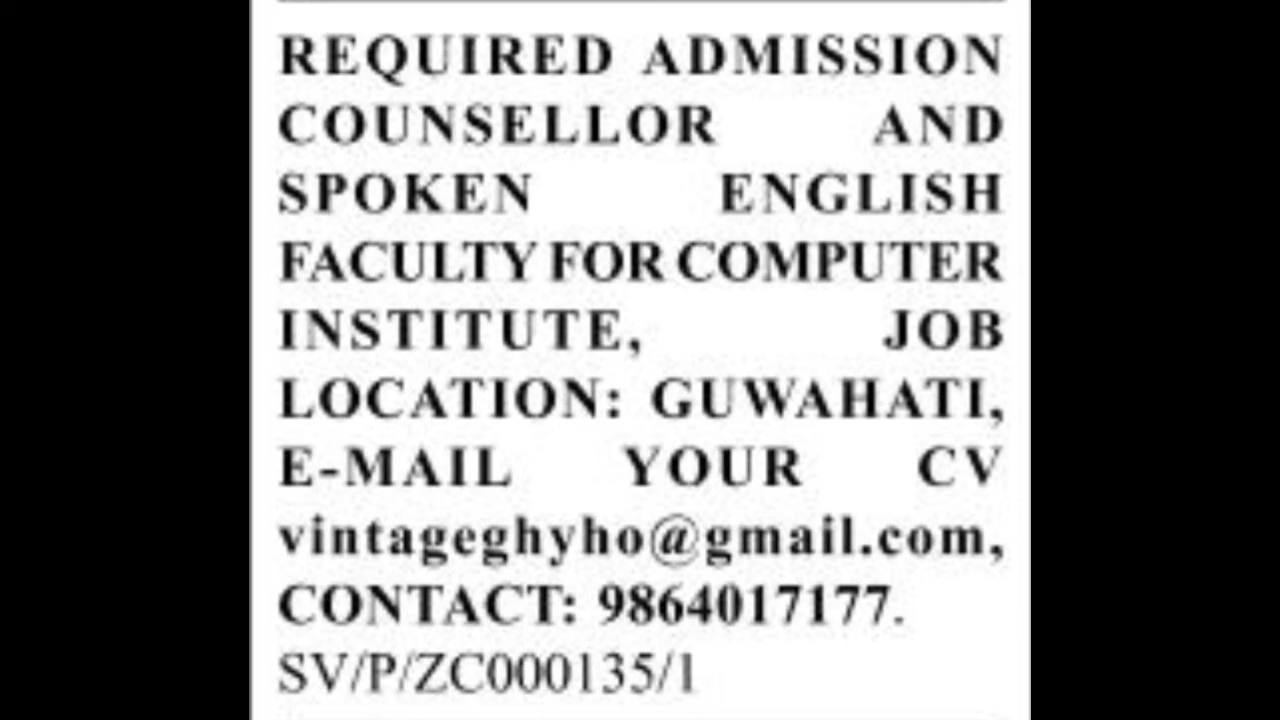 REQUIRED ADMISSION
COUNSELLOR AND
SPOKEN ENGLISH
FACULTY FOR COMPUTER
INSTITUTE, JOB
LOCATION: GUWAHATI,
E-MAIL YOUR CV
vintageghyho@gmail.com,
CONTACT: 9864017177.
SV/P/ZC000135/1